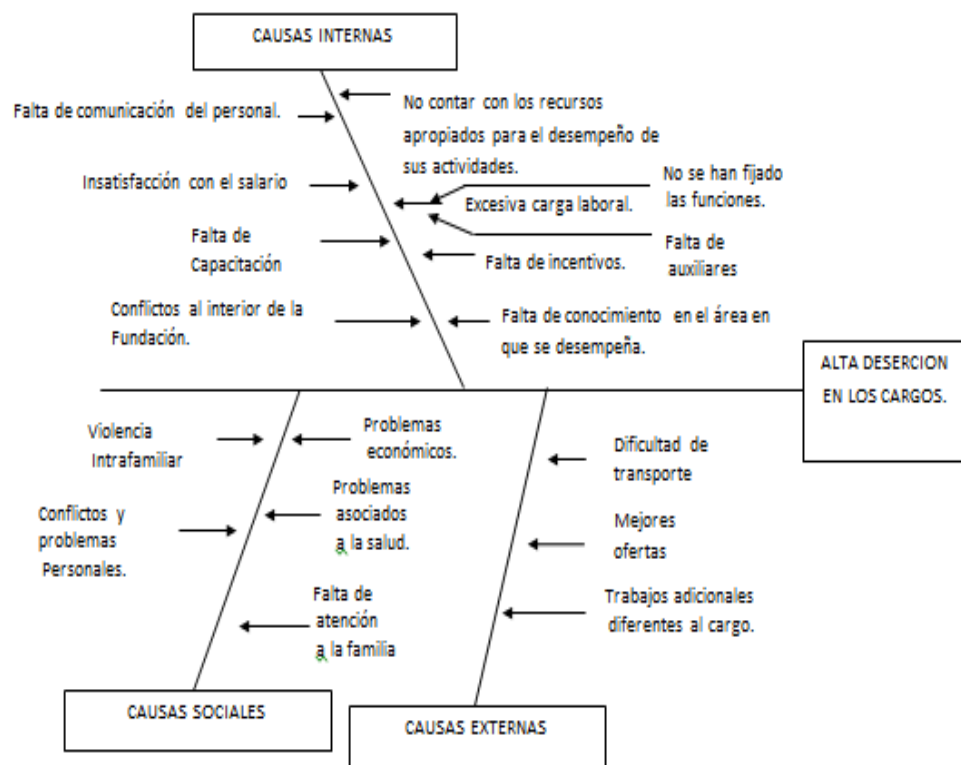 CAUSAS INTERNAS
Falta de comunicación del personal.
No contar con los recursos
apropiados para el desempeño de
sus actividades.
Insatisfacción con el salario
Excesiva carga laboral.
No se han fijado
las funciones.
Falta de
auxiliares
Falta de
Capacitación
Falta de incentivos.
Conflictos al interior de la
Fundación.
Falta de conocimiento en el área en
que se desempeña.
ALTA DESERCION
EN LOS CARGOS.
Violencia
Intrafamiliar
Problemas
económicos.
Conflictos y
problemas
Personales.
Problemas
asociados
a la salud.
Falta de
atención
a la familia
Dificultad de
transporte
Mejores
ofertas
Trabajos adicionales
diferentes al cargo.
CAUSAS SOCIALES
CAUSAS EXTERNAS